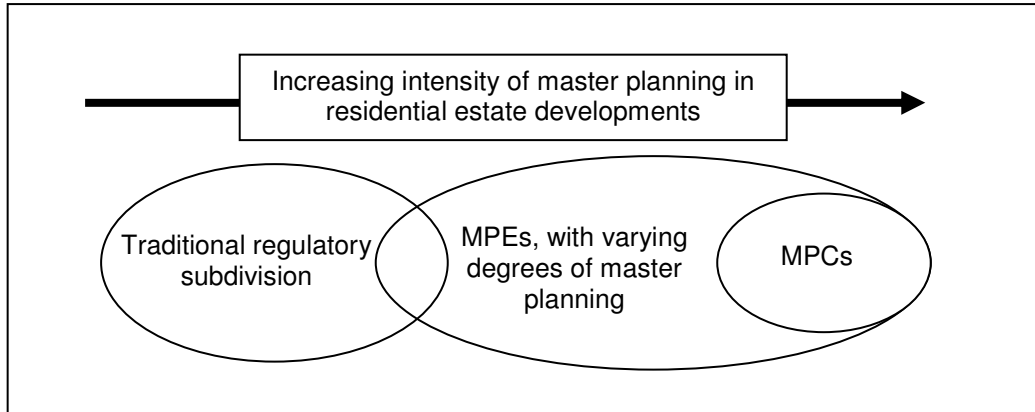 Increasing intensity of master planning in
residential estate developments
Traditional regulatory
subdivision
MPEs, with varying
degrees of master
planning
MPCs